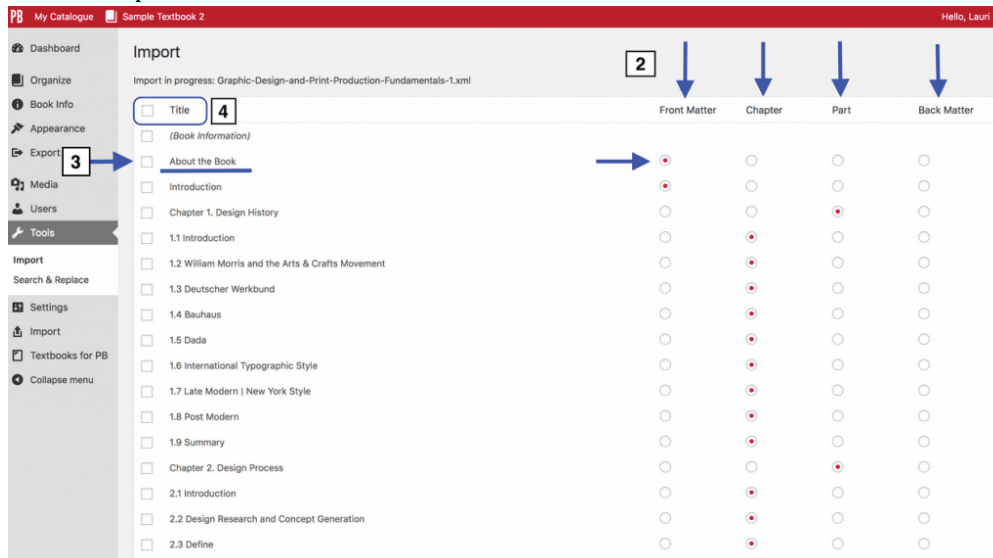 PB My Catalogue Sample Textbook 2 Hello, Lauri
Dashboard
Organize
Book Info
Appearance
Export
Media
Users
Tools
Import
Search & Replace
Settings
Import
Textbooks for PB
Collapse menu
Import
Import in progress: Graphic-Design-and-Print-Production-Fundamentals-1.xml
2
Title 4 Front Matter Chapter Part Back Matter
(Book Information)
3
About the Book
Introduction
Chapter 1. Design History
1.1 Introduction
1.2 William Morris and the Arts & Crafts Movement
1.3 Deutscher Werkbund
1.4 Bauhaus
1.5 Dada
1.6 International Typographic Style
1.7 Late Modern | New York Style
1.8 Post Modern
1.9 Summary
Chapter 2. Design Process
2.1 Introduction
2.2 Design Research and Concept Generation
2.3 Define